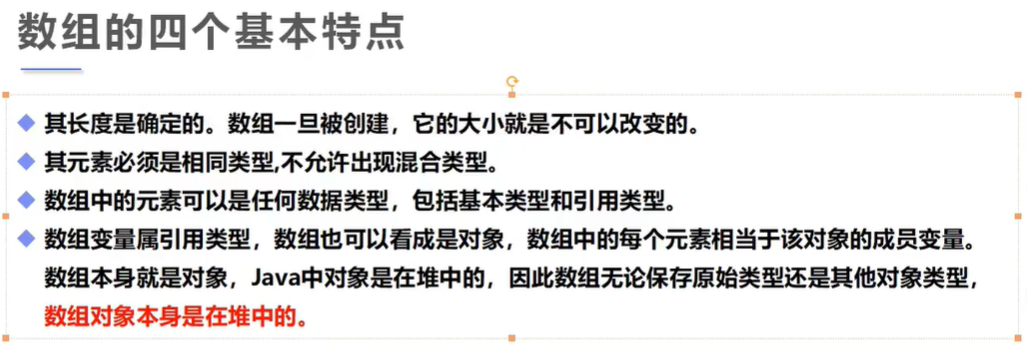 数组的四个基本特点
其长度是确定的。数组一旦被创建，它的大小就是不可以改变的。
其元素必须是相同类型,不允许出现混合类型。
数组中的元素可以是任何数据类型，包括基本类型和引用类型。
数组变量属引用类型，数组也可以看成是对象，数组中的每个元素相当于该对象的成员变量。
数组本身就是对象，Java中对象是在堆中的，因此数组无论保存原始类型还是其他对象类型，
数组对象本身是在堆中的。